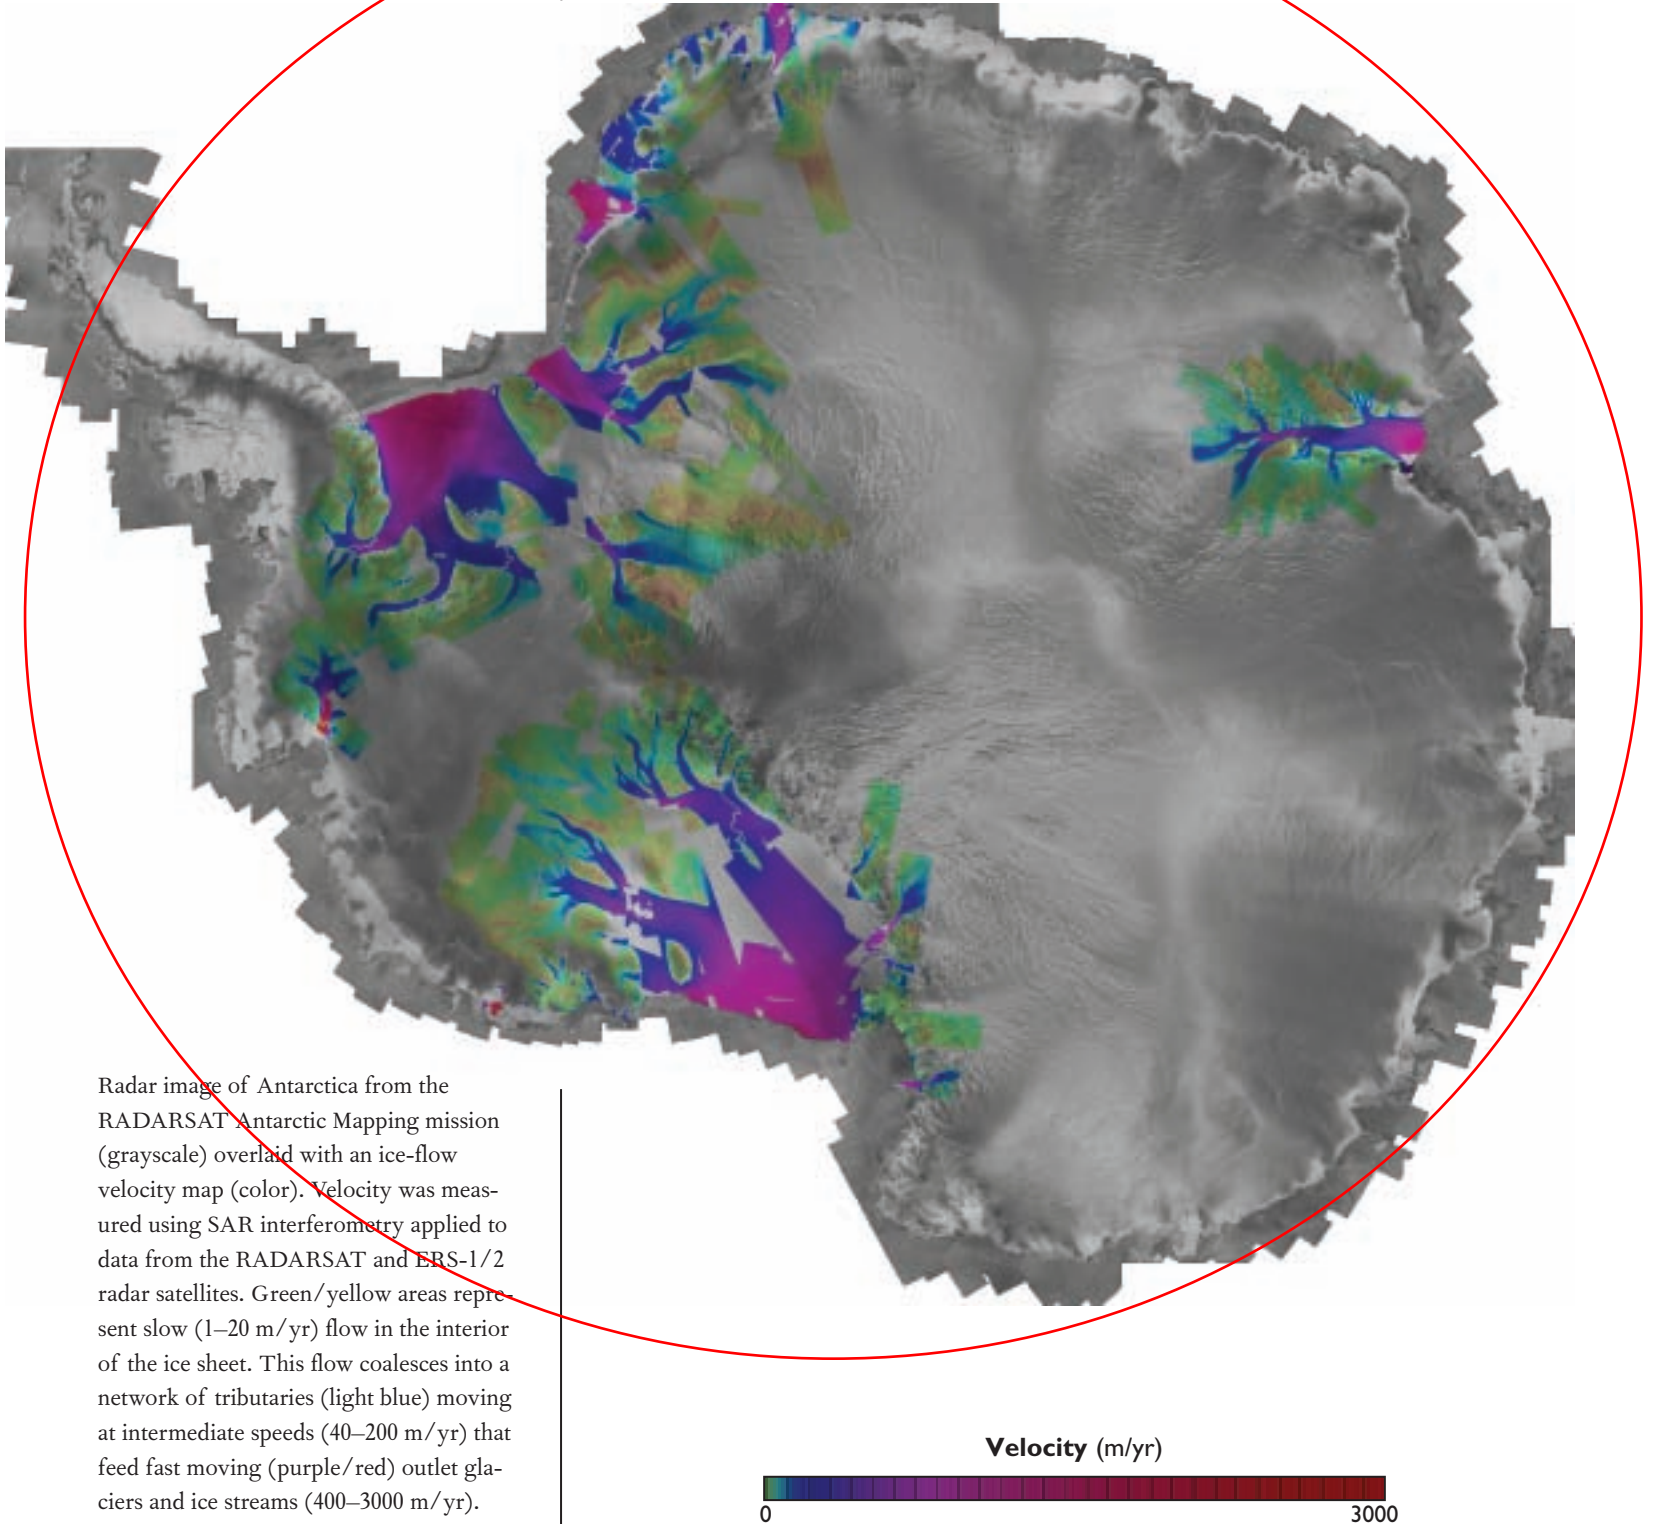 Radar image of Antarctica from the
RADARSAT Antarctic Mapping mission
(grayscale) overlaid with an ice-flow
velocity map (color). Velocity was meas-
ured using SAR interferometry applied to
data from the RADARSAT and ERS-1/2
radar satellites. Green/yellow areas repre-
sent slow (1–20 m/yr) flow in the interior
of the ice sheet. This flow coalesces into a
network of tributaries (light blue) moving
at intermediate speeds (40–200 m/yr) that
feed fast moving (purple/red) outlet gla-
ciers and ice streams (400–3000 m/yr).
Velocity (m/yr)
0 3000